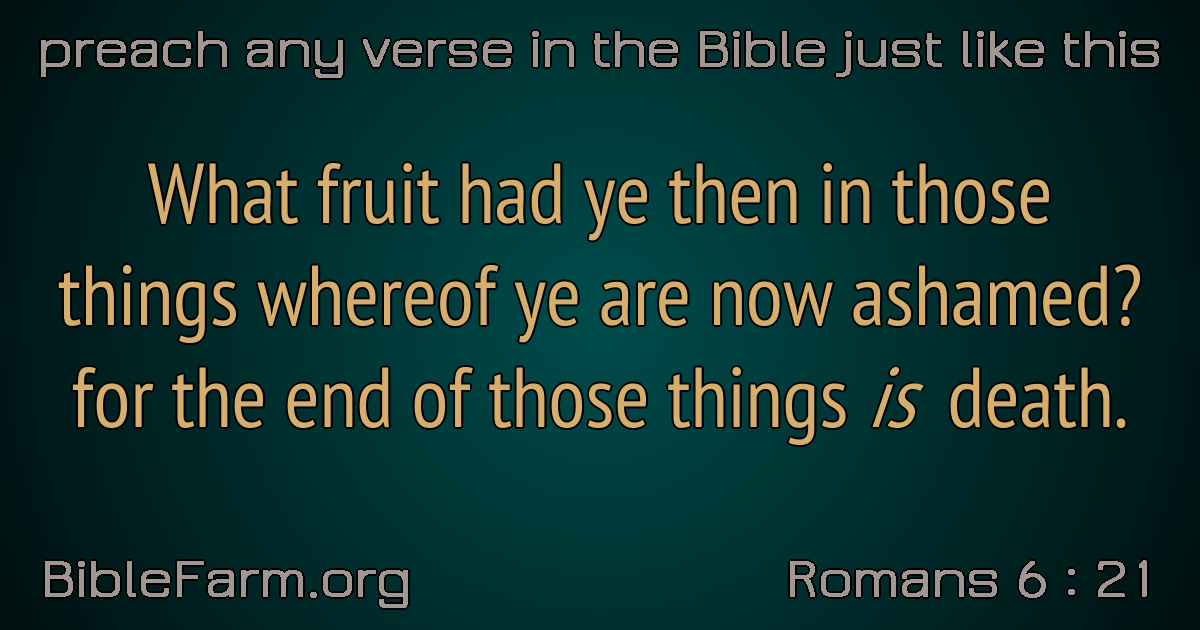 preach any verse in the Bible just like this
What fruit had ye then in those
things whereof ye are now ashamed?
for the end of those things is death.
BibleFarm.org
Romans 6 : 21